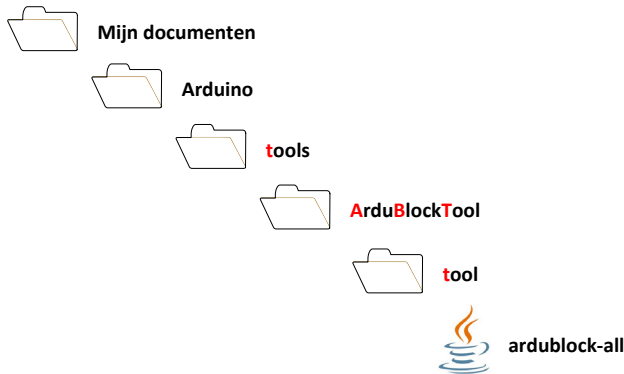 Mijn documenten
Arduino
tools
ArduBlockTool
tool
ardublock-all